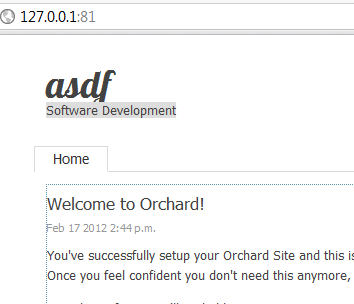 127.0.0.1:81
asdf
Software Development
Home
Welcome to Orchard!
Feb 17 2012 2:44 p.m.
You've successfully setup your Orchard Site and this is
Once you feel confident you don't need this anymore,